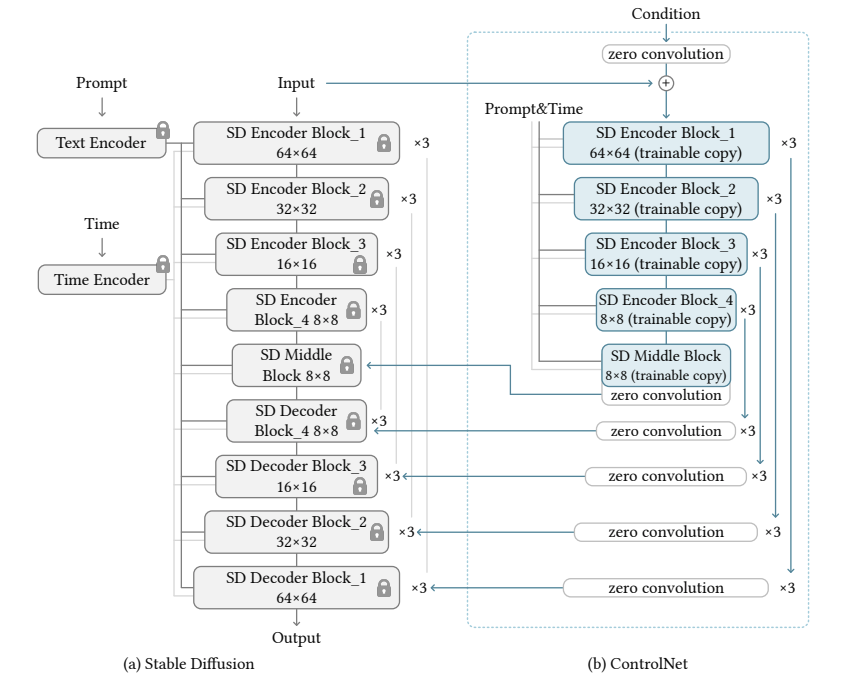 Condition
zero convolution
Prompt
Input
+
Prompt&Time
Text Encoder
SD Encoder Block_1
64×64
×3
SD Encoder Block_1
64×64 (trainable copy)
×3
SD Encoder Block_2
32×32
×3
SD Encoder Block_2
32×32 (trainable copy)
×3
Time
Time Encoder
SD Encoder Block_3
16×16
×3
SD Encoder Block_3
16×16 (trainable copy)
×3
SD Encoder
Block_4 8×8
×3
SD Encoder Block_4
8×8 (trainable copy)
×3
SD Middle
Block 8×8
SD Middle Block
8×8 (trainable copy)
zero convolution
SD Decoder
Block_4 8×8
×3
zero convolution
×3
SD Decoder Block_3
16×16
×3
zero convolution
×3
SD Decoder Block_2
32×32
×3
zero convolution
×3
SD Decoder Block_1
64×64
×3
zero convolution
×3
Output
(a) Stable Diffusion
(b) ControlNet